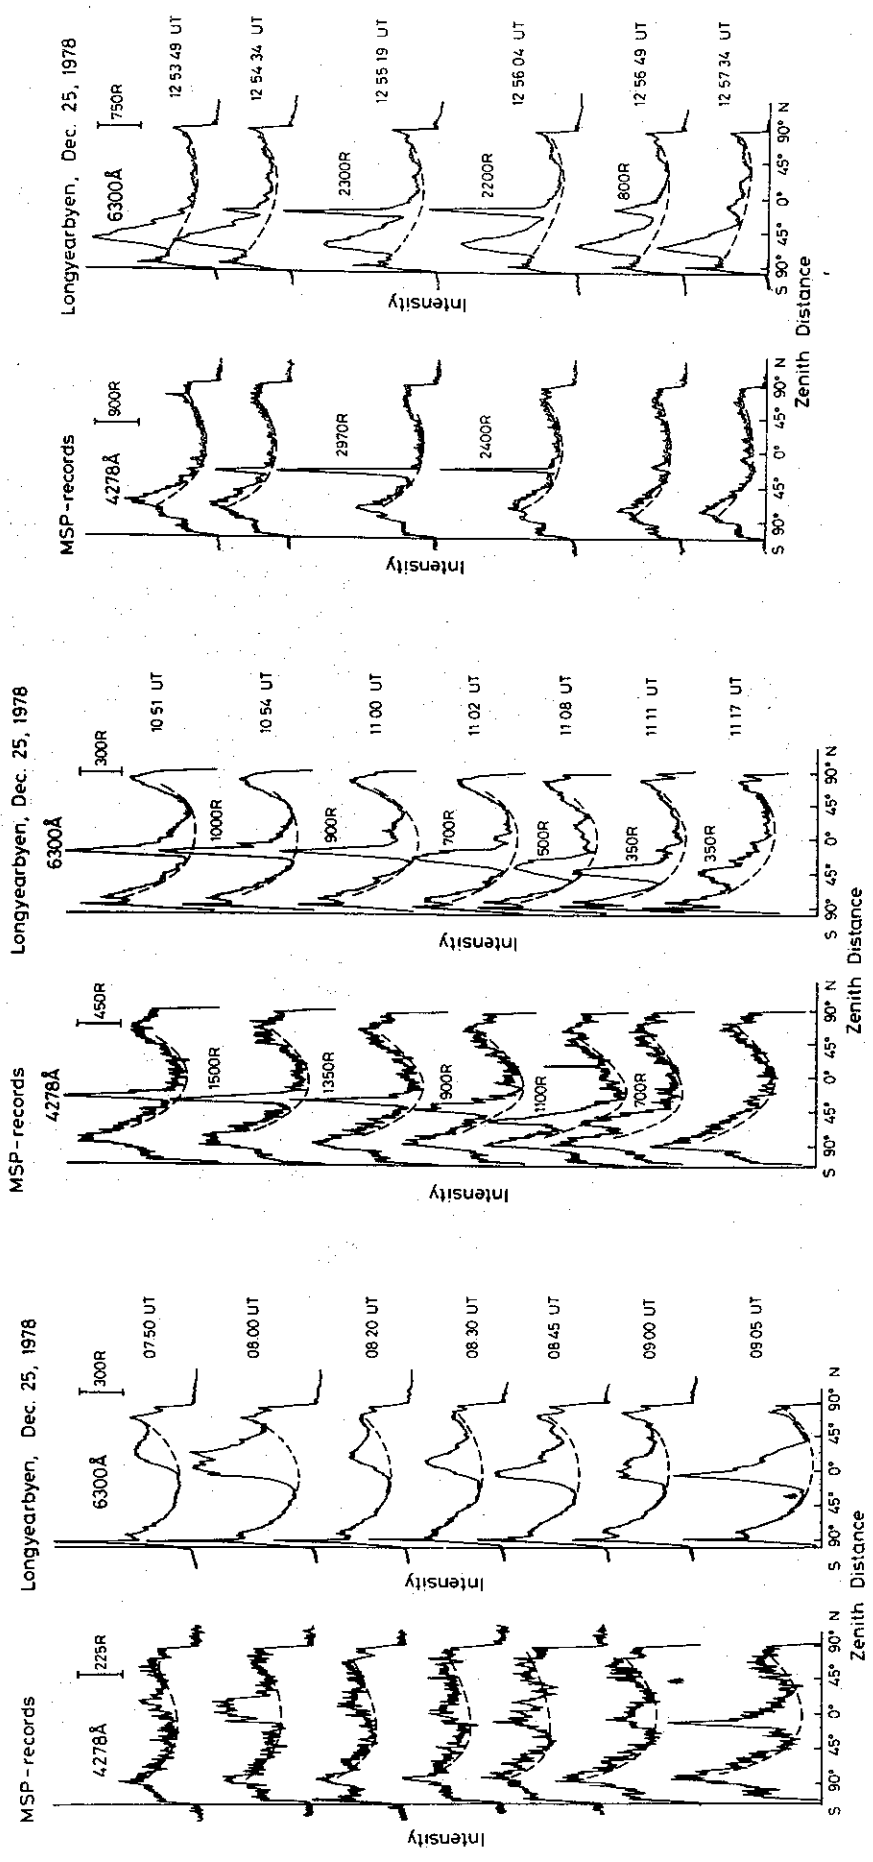 MSP-records Longyearbyen, Dec. 25, 1978
4278Å 225R 6300Å 300R
07.50 UT
08.00 UT
08.20 UT
08.30 UT
08.45 UT
09.00 UT
09.05 UT
Intensity Intensity
S 90° 45° 0° 45° 90° N S 90° 45° 0° 45° 90° N
Zenith Distance
MSP-records Longyearbyen, Dec. 25, 1978
4278Å 450R 6300Å 300R
10.51 UT
1500R 1000R
10.54 UT
1350R 900R
11.00 UT
900R 700R
11.02 UT
1100R 500R
11.08 UT
700R 350R
11.11 UT
350R
11.17 UT
Intensity Intensity
S 90° 45° 0° 45° 90° N S 90° 45° 0° 45° 90° N
Zenith Distance
MSP-records Longyearbyen, Dec. 25, 1978
4278Å 900R 6300Å 750R
12 53 49 UT
12 54 34 UT
2970R 2300R
12 55 19 UT
2400R 2200R
12 56 04 UT
800R
12 56 49 UT
12 57 34 UT
Intensity Intensity
S 90° 45° 0° 45° 90° N S 90° 45° 0° 45° 90° N
Zenith Distance